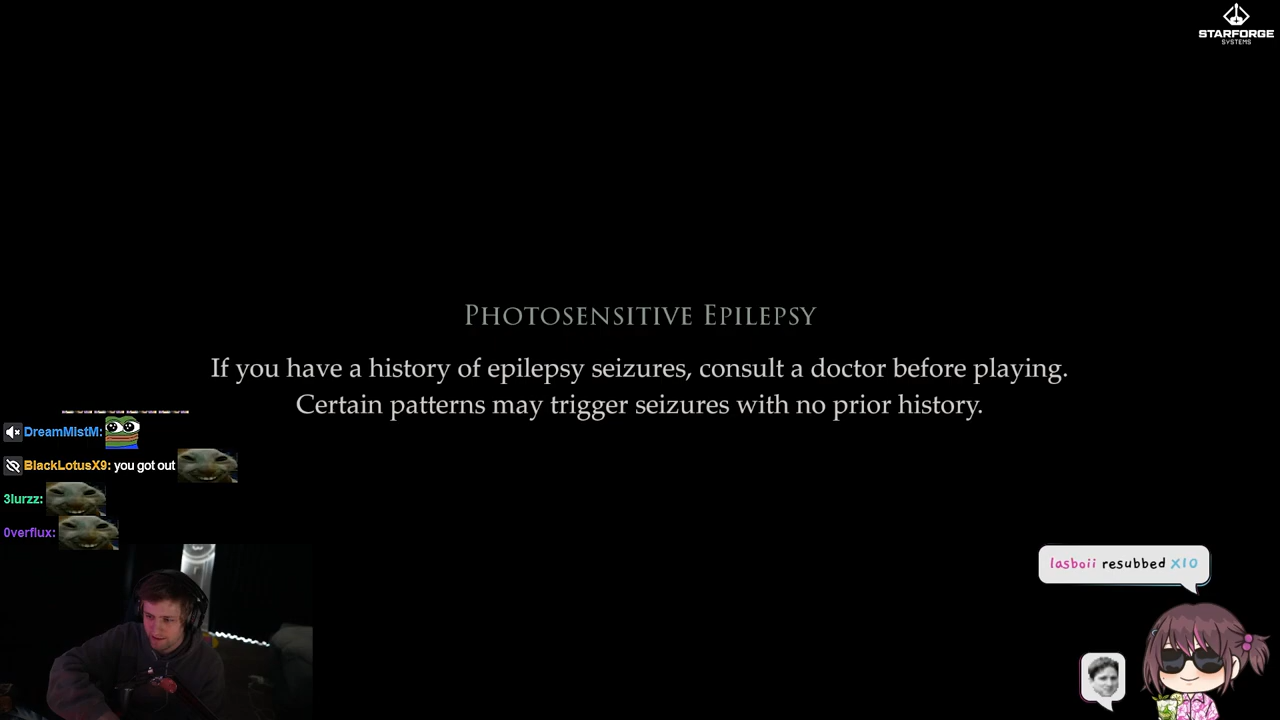 STARFORGE
SYSTEMS
Photosensitive Epilepsy
If you have a history of epilepsy seizures, consult a doctor before playing.
Certain patterns may trigger seizures with no prior history.
DreamMistM:
BlackLotusX9: you got out
3lurzz:
0verflux:
lasboii resubbed X10